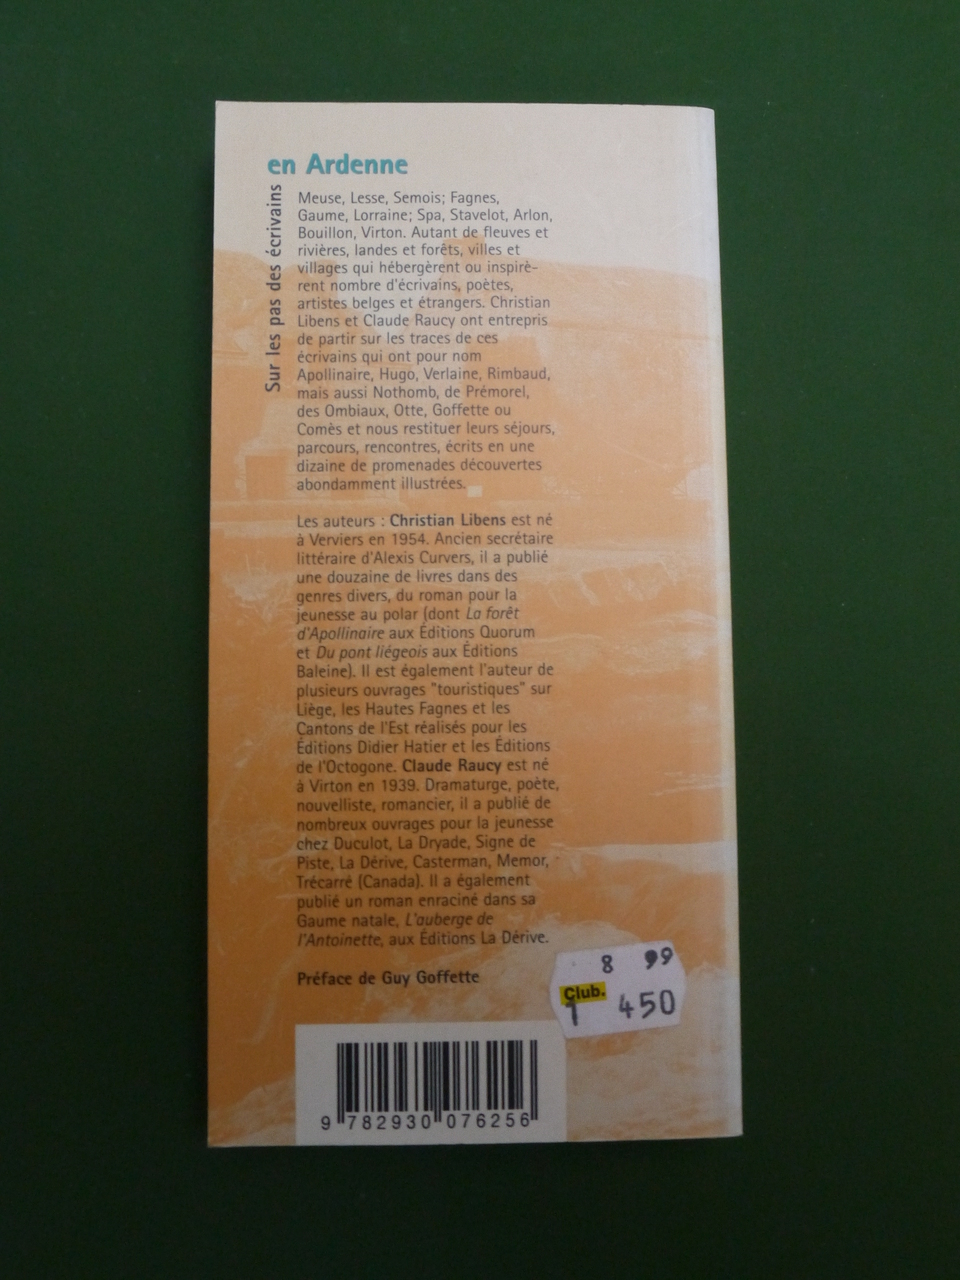 en Ardenne
Sur les pas des écrivains
Meuse, Lesse, Semois; Fagnes,
Gaume, Lorraine; Spa, Stavelot, Arlon,
Bouillon, Virton. Autant de fleuves et
rivières, landes et forêts, villes et
villages qui hébergèrent ou inspirè-
rent nombre d'écrivains, poètes,
artistes belges et étrangers. Christian
Libens et Claude Raucy ont entrepris
de partir sur les traces de ces
écrivains qui ont pour nom
Apollinaire, Hugo, Verlaine, Rimbaud,
mais aussi Nothomb, de Prémorel,
des Ombiaux, Otte, Goffette ou
Comès et nous restituer leurs séjours,
parcours, rencontres, écrits en une
dizaine de promenades découvertes
abondamment illustrées.
Les auteurs : Christian Libens est né
à Verviers en 1954. Ancien secrétaire
littéraire d'Alexis Curvers, il a publié
une douzaine de livres dans des
genres divers, du roman pour la
jeunesse au polar (dont La forêt
d'Apollinaire aux Éditions Quorum
et Du pont liégeois aux Éditions
Baleine). Il est également l'auteur de
plusieurs ouvrages "touristiques" sur
Liège, les Hautes Fagnes et les
Cantons de l'Est réalisés pour les
Éditions Didier Hatier et les Éditions
de l'Octogone. Claude Raucy est né
à Virton en 1939. Dramaturge, poète,
nouvelliste, romancier, il a publié de
nombreux ouvrages pour la jeunesse
chez Duculot, La Dryade, Signe de
Piste, La Dérive, Casterman, Memor,
Trécarré (Canada). Il a également
publié un roman enraciné dans sa
Gaume natale, L'auberge de
l'Antoinette, aux Éditions La Dérive.
Préface de Guy Goffette
8 99
Club.
1 450
9 782930 076256